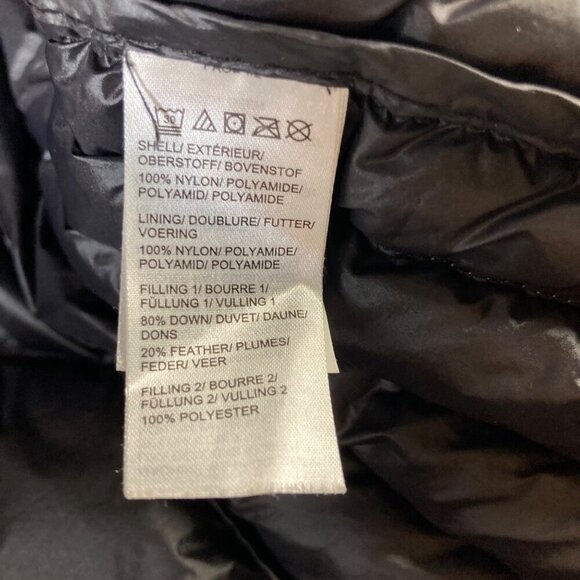 30
SHELL/ EXTÉRIEUR/
OBERSTOFF/ BOVENSTOF
100% NYLON/ POLYAMIDE/
POLYAMID/ POLYAMIDE
LINING/ DOUBLURE/ FUTTER/
VOERING
100% NYLON/ POLYAMIDE/
POLYAMID/ POLYAMIDE
FILLING 1/ BOURRE 1/
FÜLLUNG 1/ VULLING 1
80% DOWN/ DUVET/ DAUNE/
DONS
20% FEATHER/ PLUMES/
FEDER/ VEER
FILLING 2/ BOURRE 2/
FÜLLUNG 2/ VULLING 2
100% POLYESTER